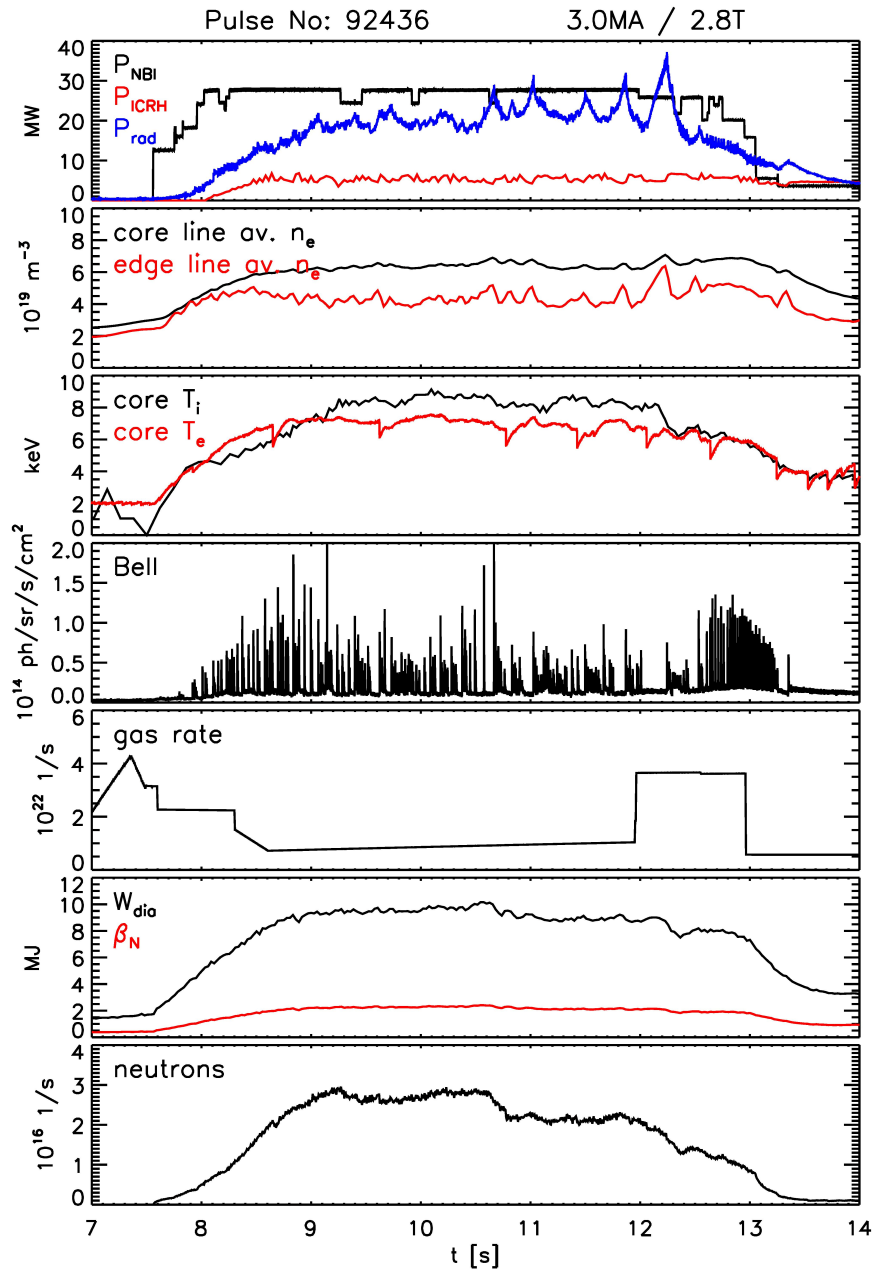 Pulse No: 92436 3.0MA / 2.8T
40
30
20
10
0
MW
P_NBI
P_ICRH
P_rad
10
8
6
4
2
0
10^19 m^-3
core line av. n_e
edge line av. n_e
10
8
6
4
2
0
keV
core T_i
core T_e
2.0
1.5
1.0
0.5
0.0
10^14 ph/sr/s/cm^2
Bell
6
4
2
0
10^22 1/s
gas rate
12
10
8
6
4
2
0
MJ
W_dia
β_N
4
3
2
1
0
10^16 1/s
neutrons
7 8 9 10 11 12 13 14
t [s]